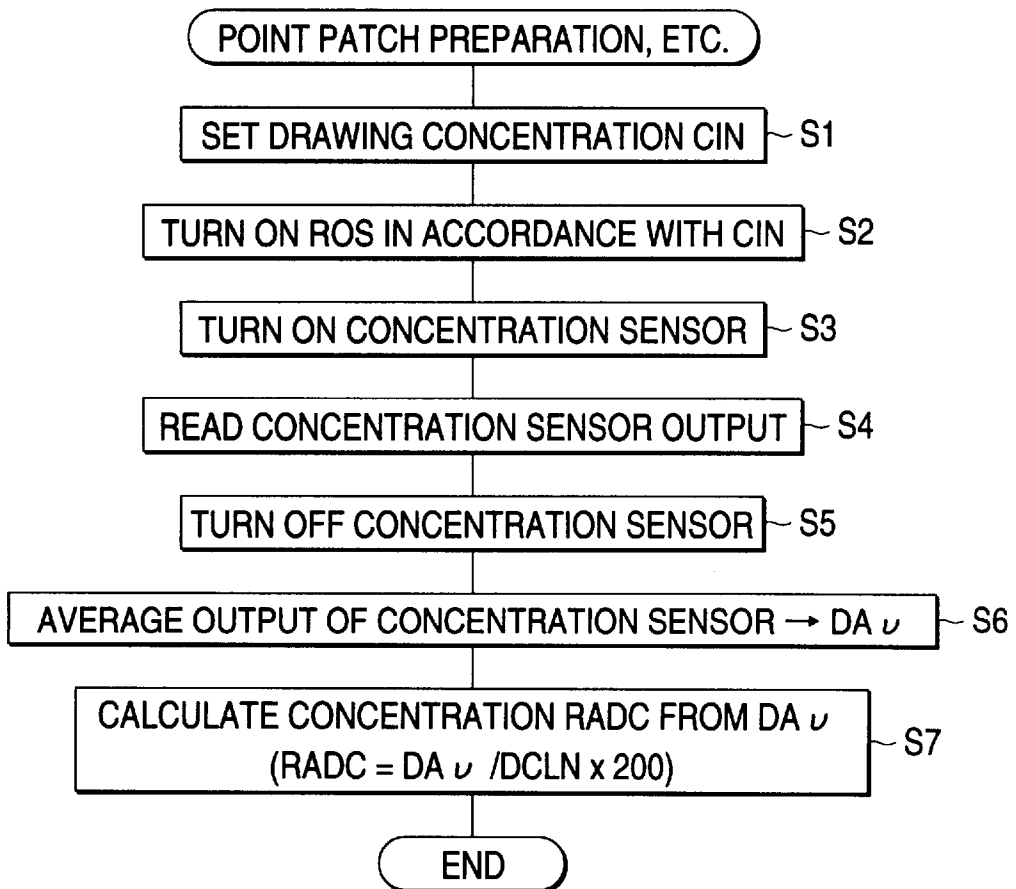 POINT PATCH PREPARATION, ETC.
SET DRAWING CONCENTRATION CIN ~ S1
TURN ON ROS IN ACCORDANCE WITH CIN ~ S2
TURN ON CONCENTRATION SENSOR ~ S3
READ CONCENTRATION SENSOR OUTPUT ~ S4
TURN OFF CONCENTRATION SENSOR ~ S5
AVERAGE OUTPUT OF CONCENTRATION SENSOR → DA υ ~ S6
CALCULATE CONCENTRATION RADC FROM DA υ ~ S7
(RADC = DA υ /DCLN x 200)
END